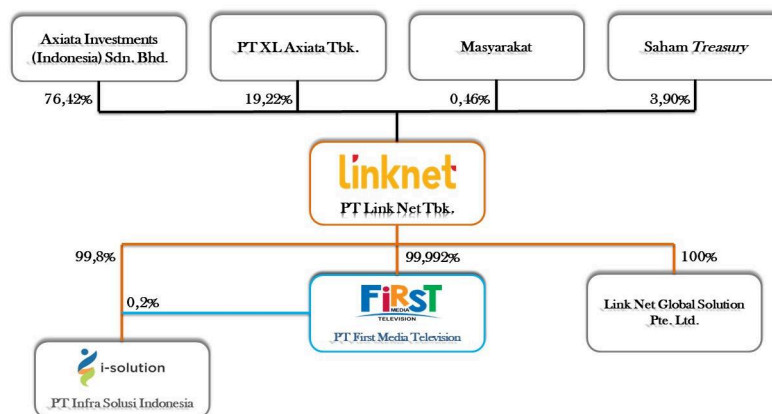 Axiata Investments
(Indonesia) Sdn. Bhd.
PT XL Axiata Tbk.
Masyarakat
Saham Treasury
76,42%
19,22%
0,46%
3,90%
linknet
PT Link Net Tbk.
99,8%
99,992%
100%
0,2%
FiRST
MEDIA
TELEVISION
PT First Media Television
Link Net Global Solution
Pte. Ltd.
i-solution
PT Infra Solusi Indonesia